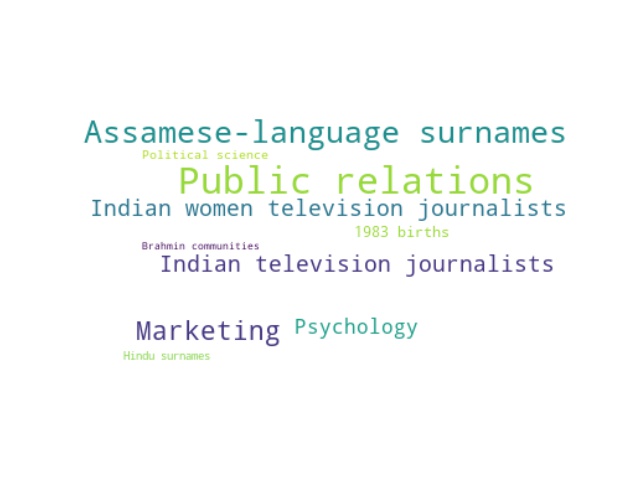 Assamese-language surnames
Political science
Public relations
Indian women television journalists
1983 births
Brahmin communities
Indian television journalists
Marketing
Psychology
Hindu surnames